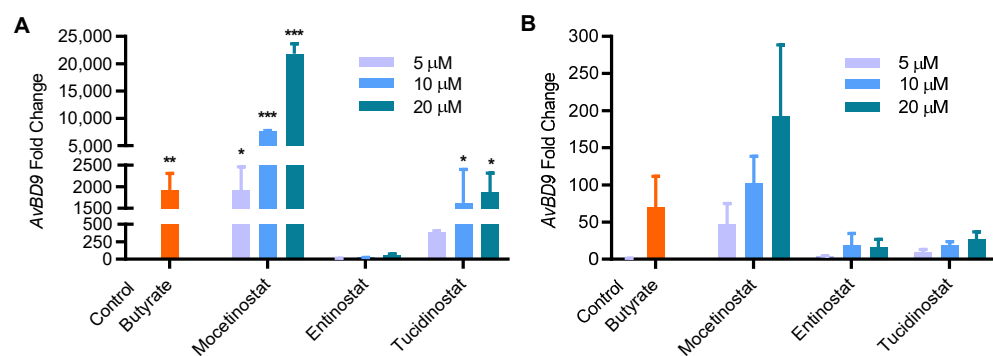 A
AvBD9 Fold Change
25,000
20,000
15,000
10,000
5,000
2500
2000
1500
500
250
0
**
*
***
***
*
*
5 µM
10 µM
20 µM
Control
Butyrate
Mocetinostat
Entinostat
Tucidinostat
B
AvBD9 Fold Change
300
250
200
150
100
50
0
5 µM
10 µM
20 µM
Control
Butyrate
Mocetinostat
Entinostat
Tucidinostat